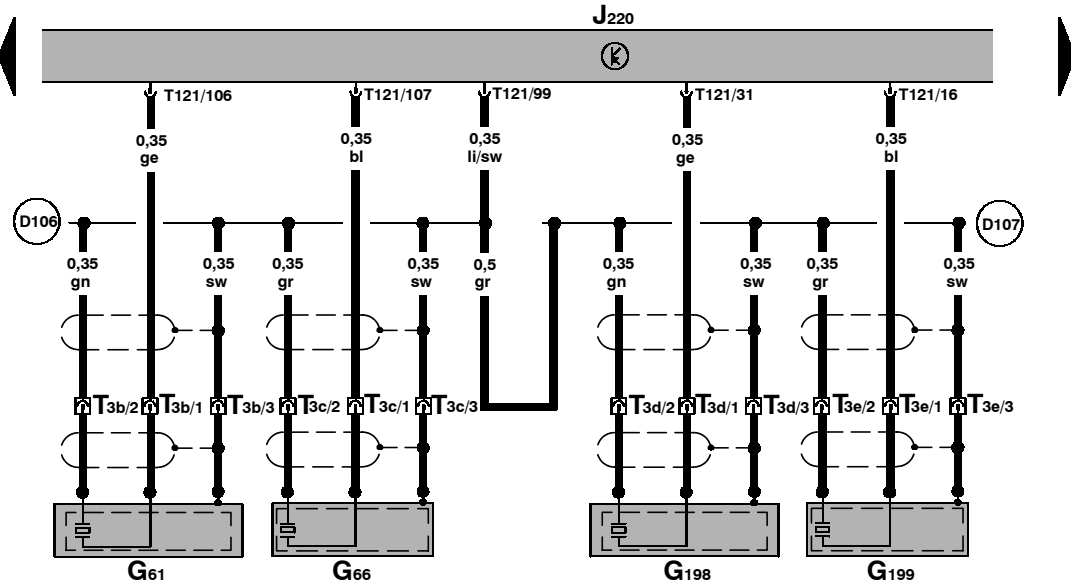 J220
T121/106 T121/107 T121/99 T121/31 T121/16
0,35 0,35 0,35 0,35 0,35
ge bl li/sw ge bl
D106 D107
0,35 0,35 0,35 0,35 0,5 0,35 0,35 0,35 0,35
gn sw gr sw gr gn sw gr sw
T3b/2 T3b/1 T3b/3 T3c/2 T3c/1 T3c/3 T3d/2 T3d/1 T3d/3 T3e/2 T3e/1 T3e/3
G61 G66 G198 G199